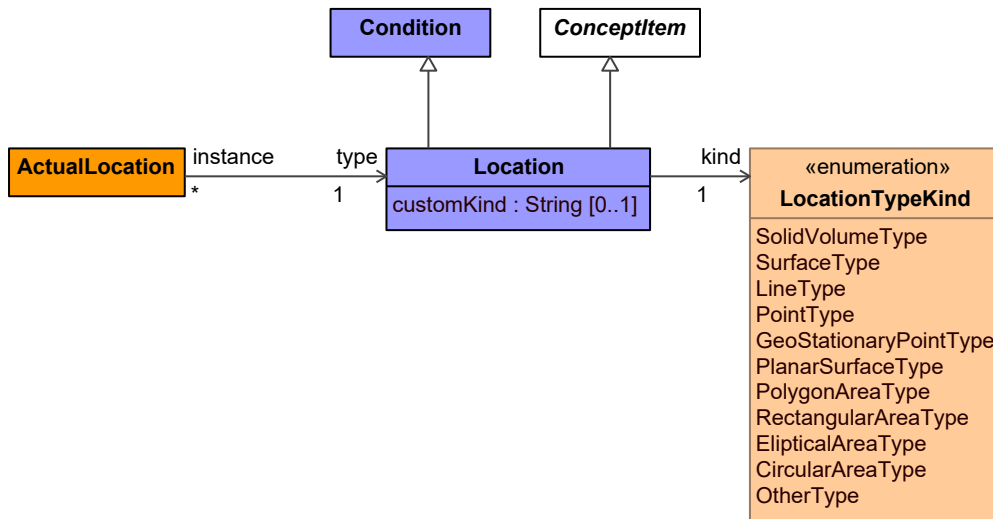 Condition
ConceptItem
ActualLocation
instance
type
*
1
Location
customKind : String [0..1]
kind
1
«enumeration»
LocationTypeKind
SolidVolumeType
SurfaceType
LineType
PointType
GeoStationaryPointType
PlanarSurfaceType
PolygonAreaType
RectangularAreaType
ElipticalAreaType
CircularAreaType
OtherType